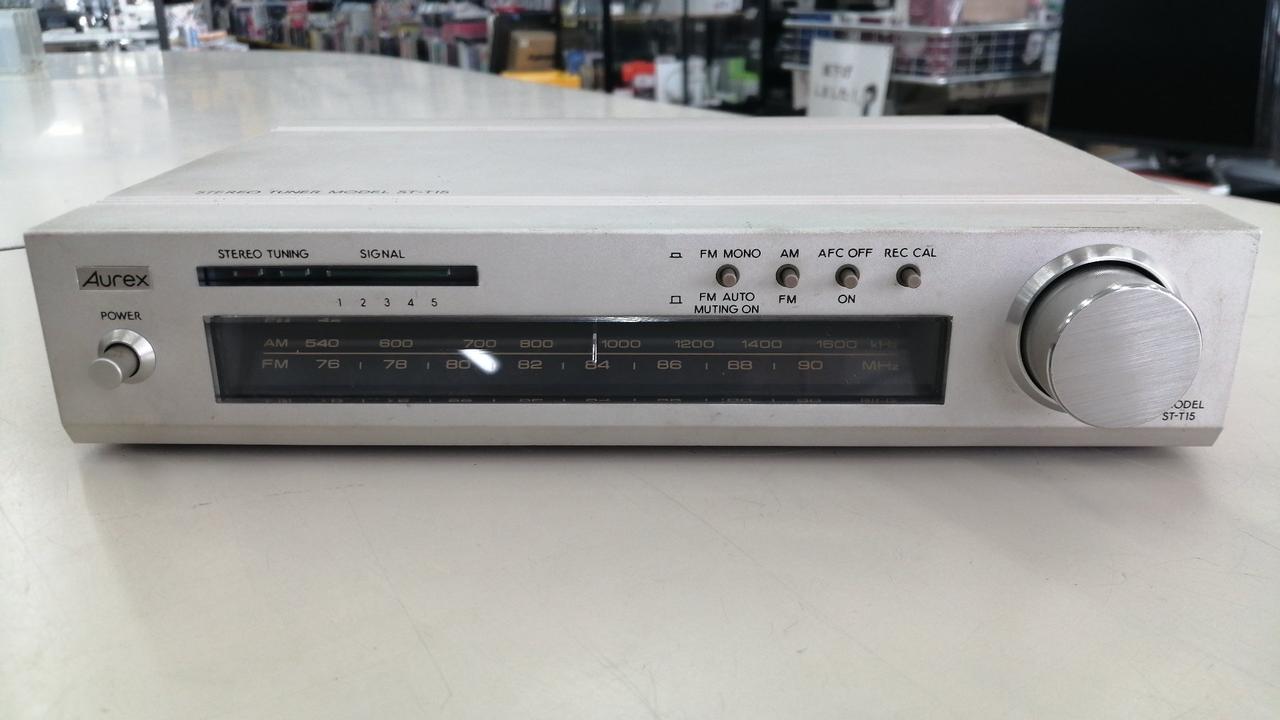 STEREO TUNER MODEL ST-T15
Aurex
STEREO TUNING SIGNAL
1 2 3 4 5
POWER
FM MONO AM AFC OFF REC CAL
FM AUTO FM ON
MUTING ON
AM 540 600 700 800 1000 1200 1400 1600 kHz
FM 76 78 80 82 84 86 88 90 MHz
ST-T15